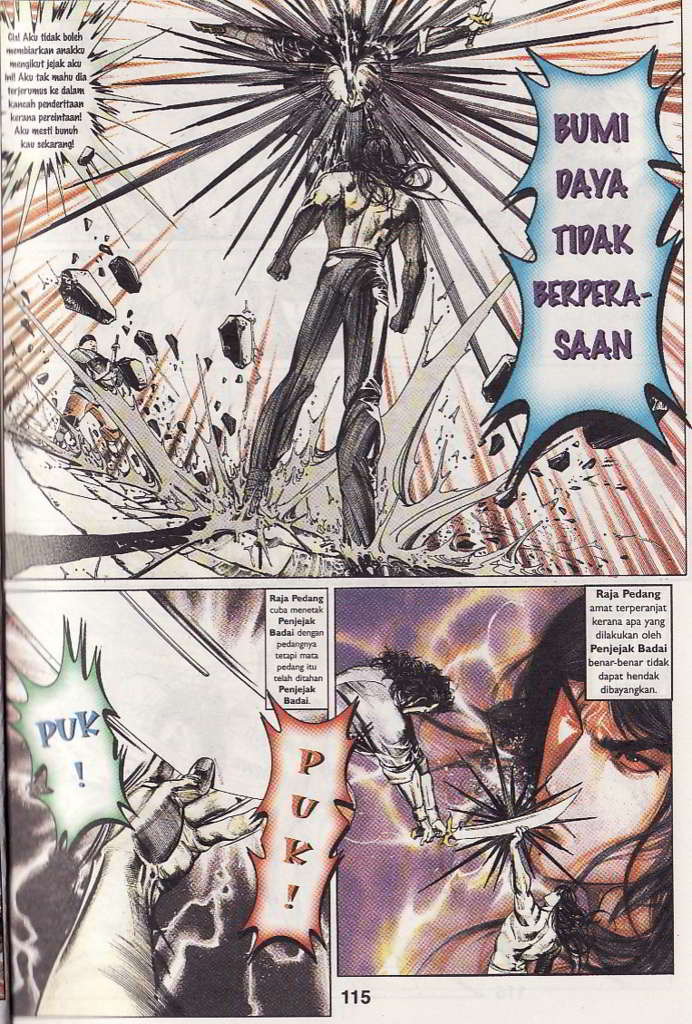 Cis! Aku tidak boleh
membiarkan anakku
mengikut jejak aku
ini! Aku tak mahu dia
terjerumus ke dalam
kancah penderitaan
kerana percintaan!
Aku mesti bunuh
kau sekarang!
BUMI
DAYA
TIDAK
BERPERA-
SAAN
Raja Pedang
cuba menetak
Penjejak
Badai dengan
pedangnya
tetapi mata
pedang itu
telah ditahan
Penjejak
Badai.
PUK
!
PUK!
Raja Pedang
amat terperanjat
kerana apa yang
dilakukan oleh
Penjejak Badai
benar-benar tidak
dapat hendak
dibayangkan.
115